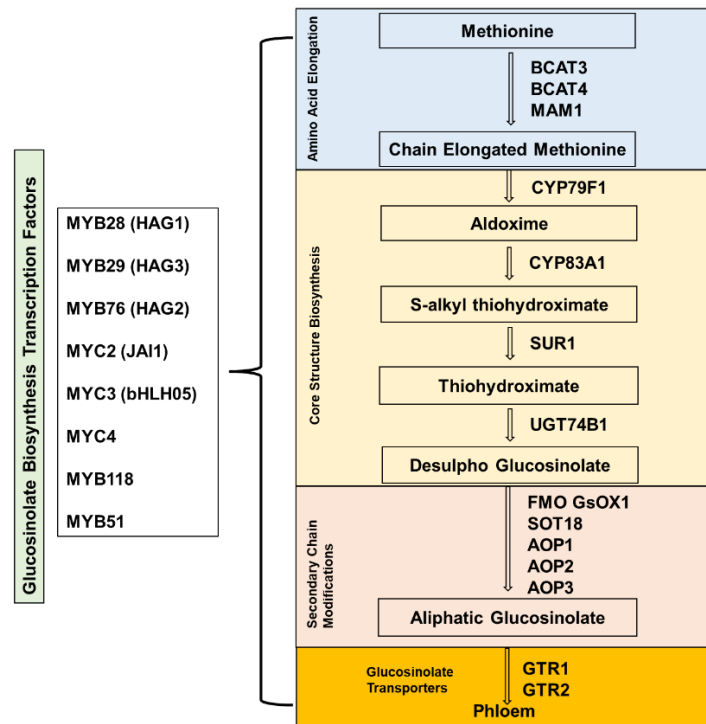 Glucosinolate Biosynthesis Transcription Factors
MYB28 (HAG1)
MYB29 (HAG3)
MYB76 (HAG2)
MYC2 (JAI1)
MYC3 (bHLH05)
MYC4
MYB118
MYB51
Amino Acid Elongation
Methionine
BCAT3
BCAT4
MAM1
Chain Elongated Methionine
Core Structure Biosynthesis
CYP79F1
Aldoxime
CYP83A1
S-alkyl thiohydroximate
SUR1
Thiohydroximate
UGT74B1
Desulpho Glucosinolate
Secondary Chain
Modifications
FMO GsOX1
SOT18
AOP1
AOP2
AOP3
Aliphatic Glucosinolate
Glucosinolate
Transporters
GTR1
GTR2
Phloem